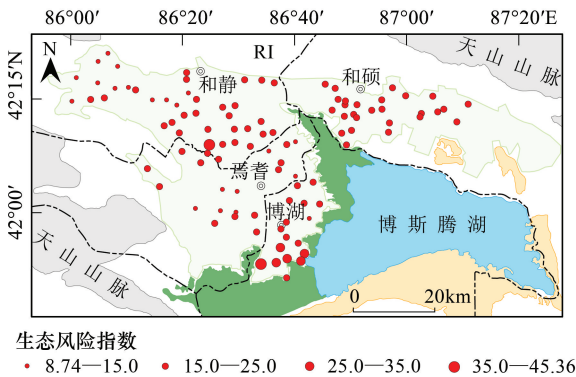 86°00′ 86°20′ 86°40′ 87°00′ 87°20′E
N
RI
天山山脉
42°15′N
和静
和硕
焉耆
42°00′
博湖
博斯腾湖
天山山脉
0 20km
生态风险指数
8.74—15.0 15.0—25.0 25.0—35.0 35.0—45.36